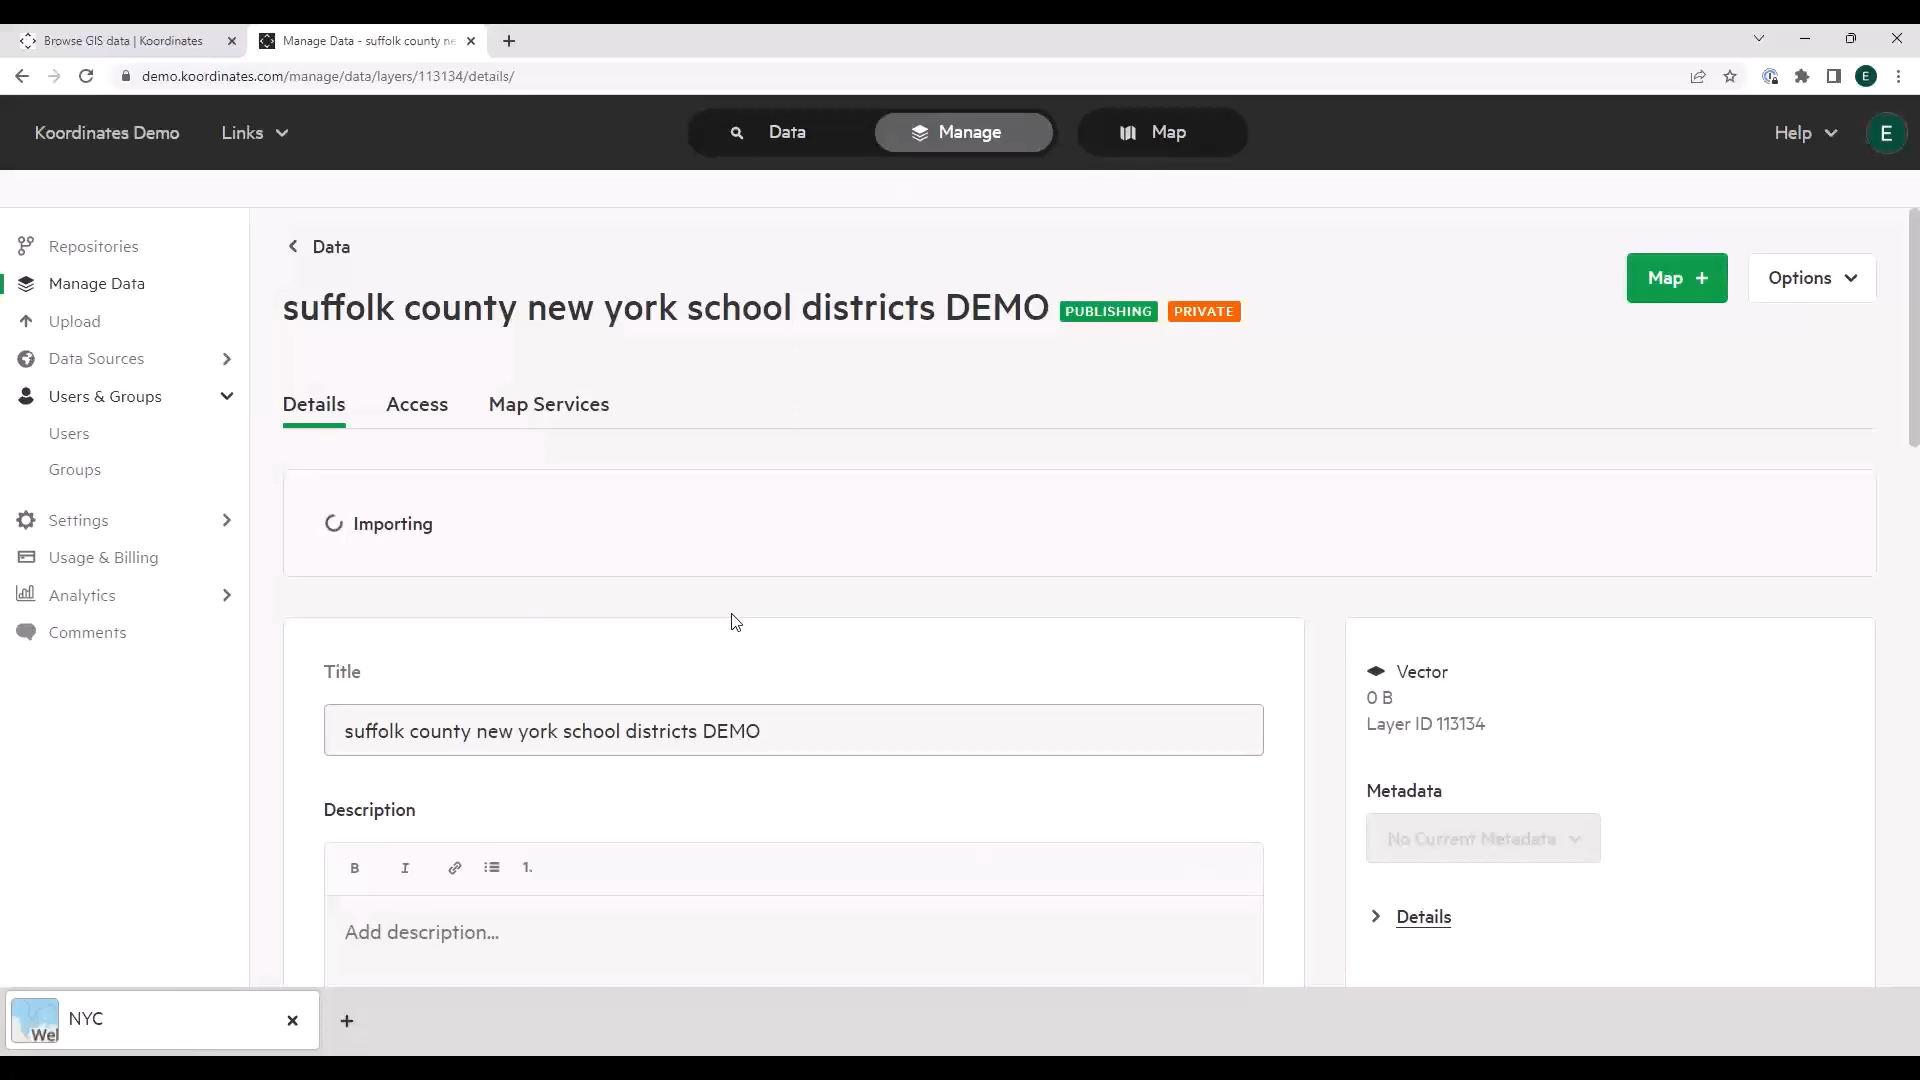 Browse GIS data | Koordinates
Manage Data - suffolk county ne
demo.koordinates.com/manage/data/layers/113134/details/
E
Koordinates Demo
Links
Data
Manage
Map
Help
E
Repositories
Manage Data
Upload
Data Sources
Users & Groups
Users
Groups
Settings
Usage & Billing
Analytics
Comments
Data
suffolk county new york school districts DEMO PUBLISHING PRIVATE
Map +
Options
Details
Access
Map Services
Importing
Title
suffolk county new york school districts DEMO
Description
B I 1.
Add description...
Vector
0 B
Layer ID 113134
Metadata
No Current Metadata
Details
Wel
NYC